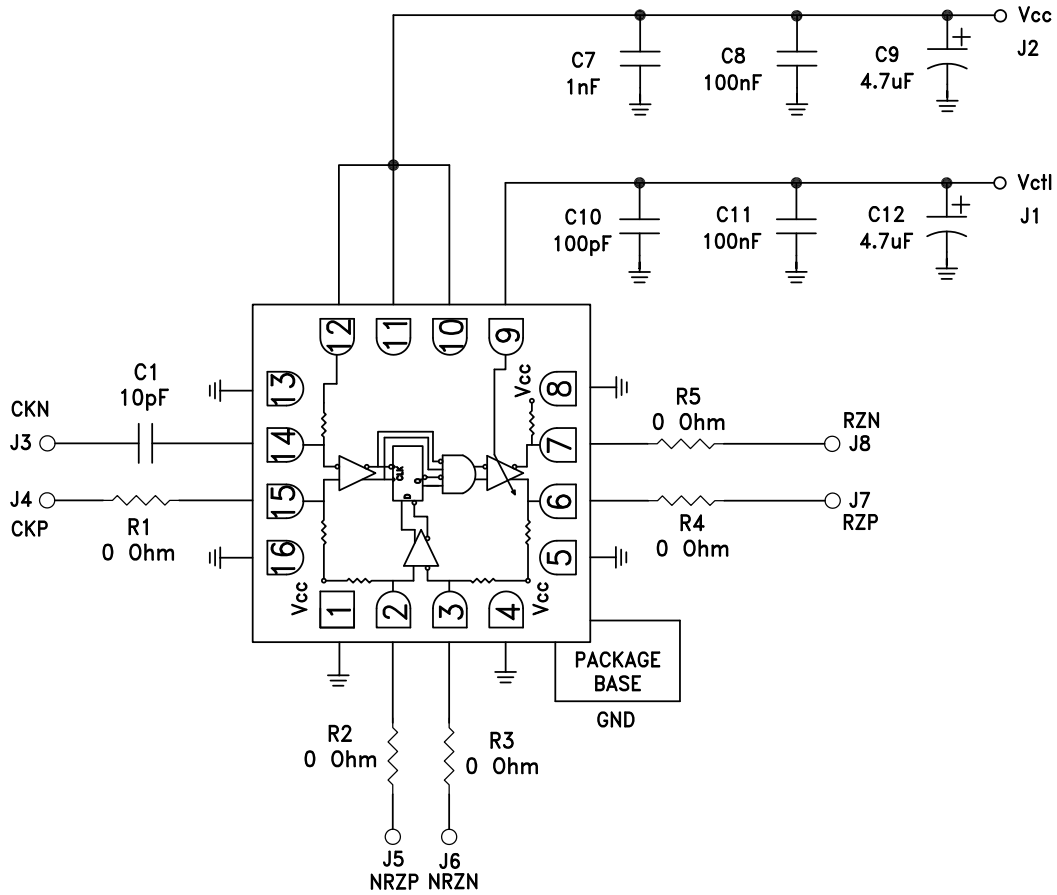 Vcc
J2
C7
1nF
C8
100nF
C9
4.7uF
+
Vctl
J1
C10
100pF
C11
100nF
C12
4.7uF
+
12
11
10
9
C1
10pF
CKN
J3
J4
CKP
R1
0 Ohm
13
14
15
16
Vcc
8
7
6
5
CLK
D
Q
R5
0 Ohm
RZN
J8
R4
0 Ohm
J7
RZP
Vcc
1
2
3
4
Vcc
PACKAGE
BASE
GND
R2
0 Ohm
R3
0 Ohm
J5
NRZP
J6
NRZN